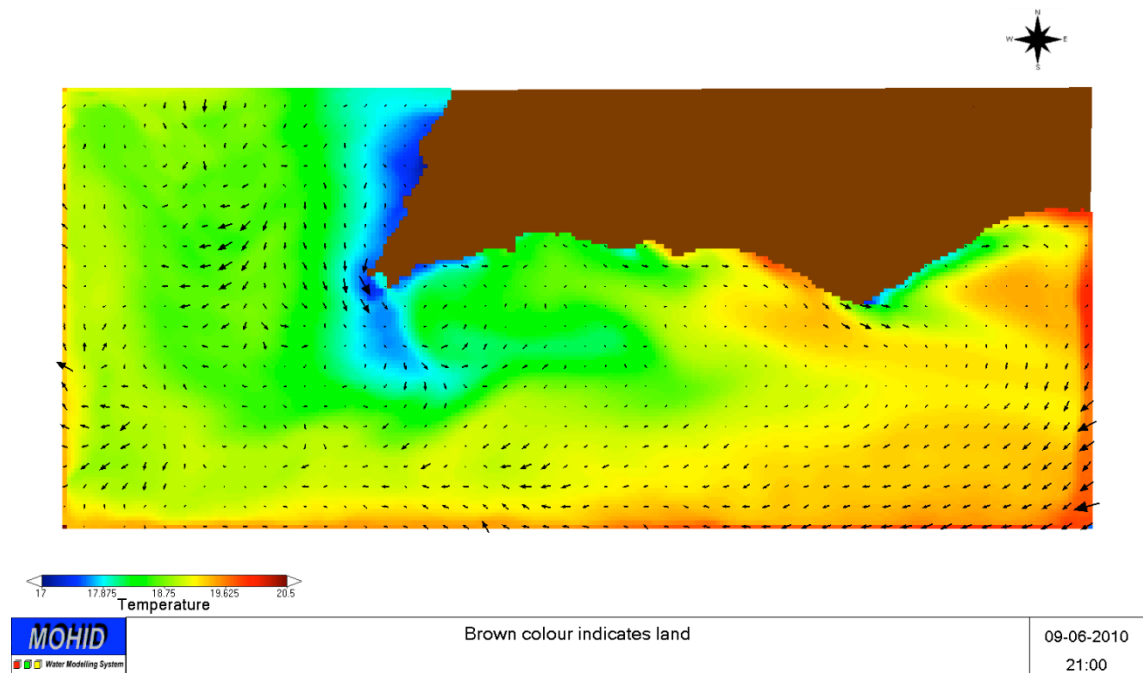 N
W E
S
17 17.875 18.75 19.625 20.5
Temperature
MOHID
Water Modelling System
Brown colour indicates land
09-06-2010
21:00